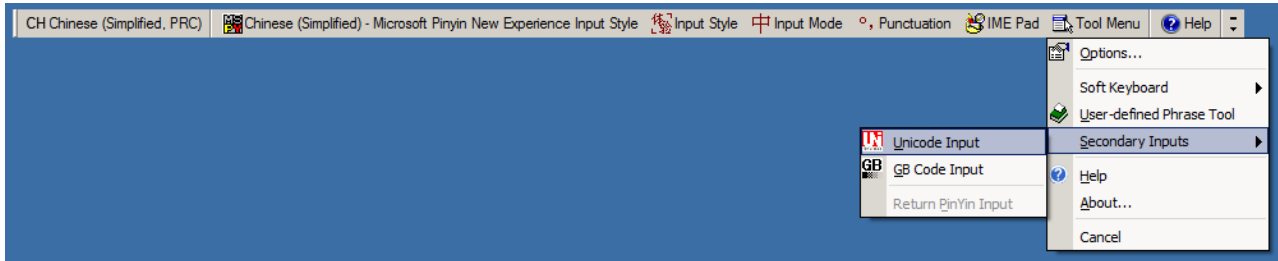 CH Chinese (Simplified, PRC) Chinese (Simplified) - Microsoft Pinyin New Experience Input Style Input Style 中 Input Mode °, Punctuation IME Pad Tool Menu Help
Options...
Soft Keyboard
User-defined Phrase Tool
Secondary Inputs
Unicode Input
GB GB Code Input
Return PinYin Input
Help
About...
Cancel